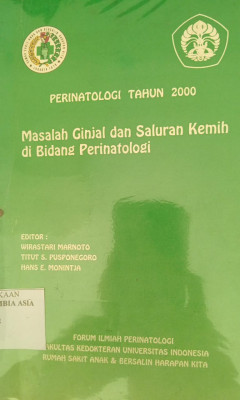 PERINATOLOGI TAHUN 2000
Masalah Ginjal dan Saluran Kemih
di Bidang Perinatologi
EDITOR :
WIRASTARI MARNOTO
TITUT S. PUSPONEGORO
HANS E. MONINTJA
KAAN
BIA ASIA
FORUM ILMIAH PERINATOLOGI
FAKULTAS KEDOKTERAN UNIVERSITAS INDONESIA
RUMAH SAKIT ANAK & BERSALIN HARAPAN KITA